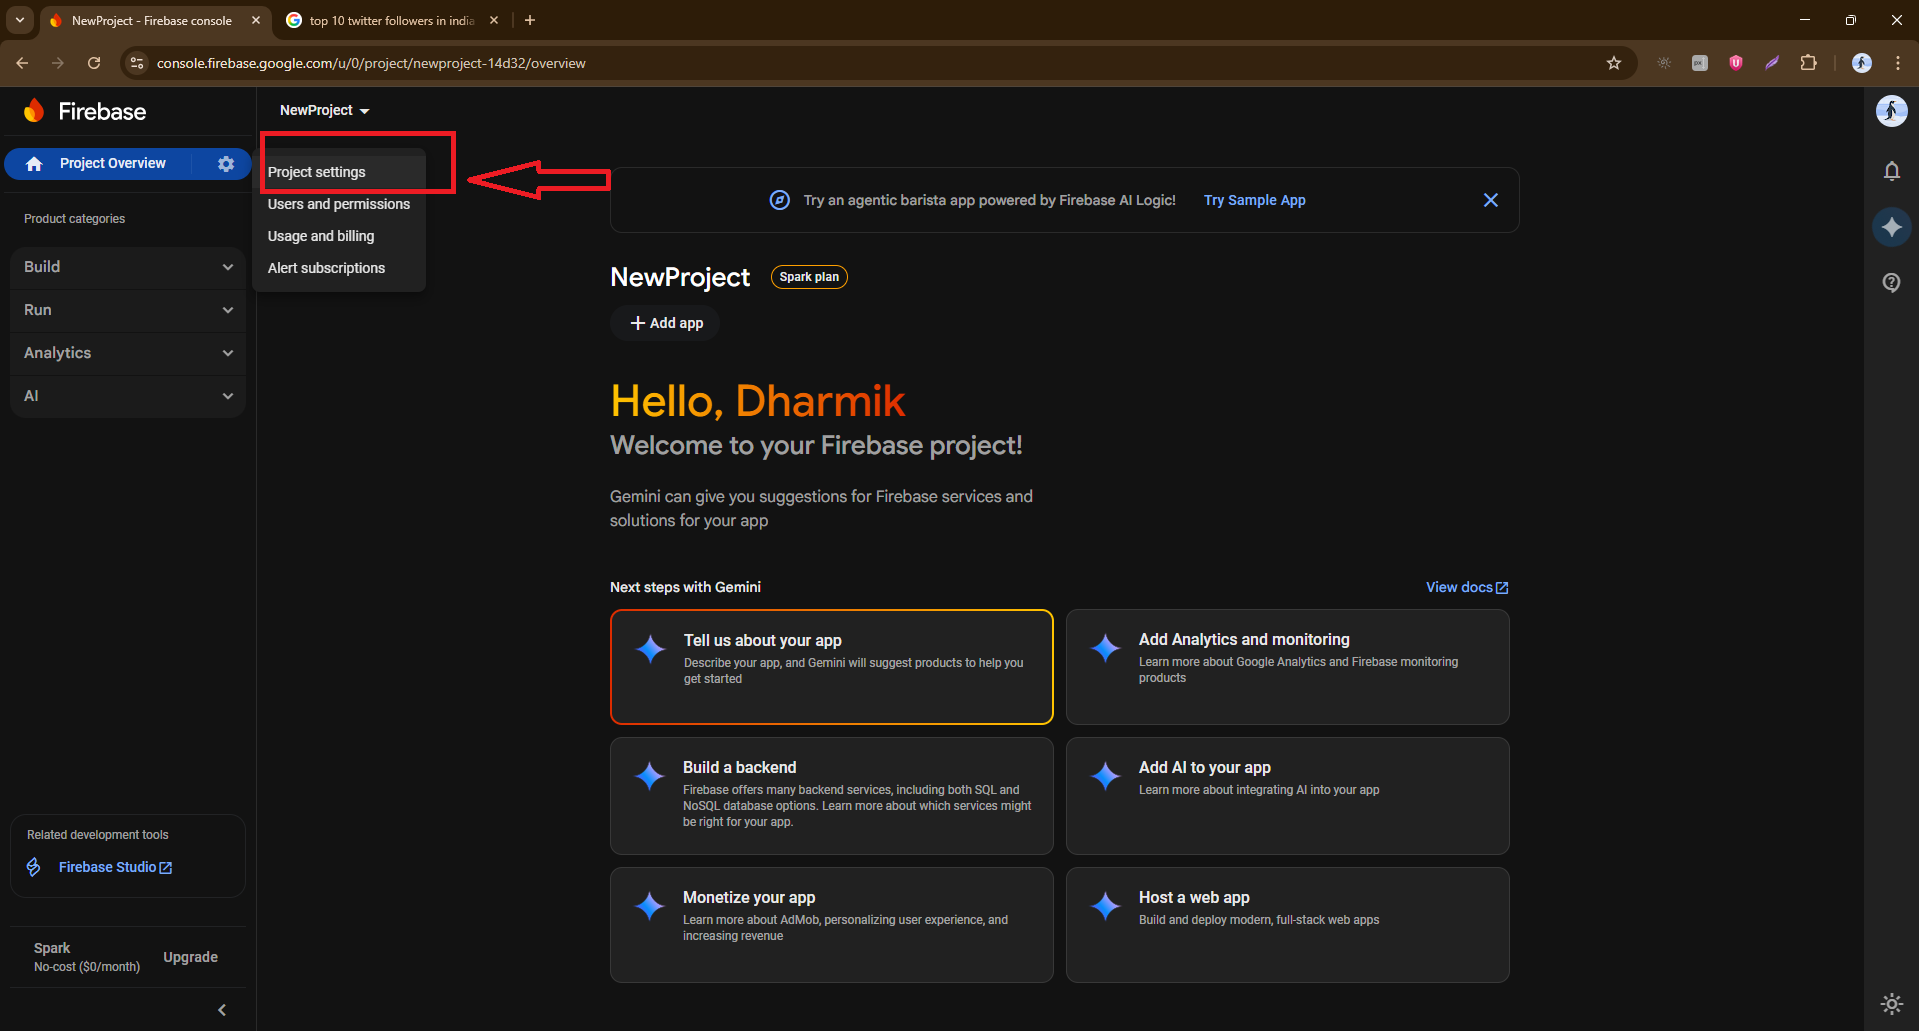 NewProject - Firebase console
top 10 twitter followers in india
console.firebase.google.com/u/0/project/newproject-14d32/overview
Firebase
NewProject
Project Overview
Project settings
Users and permissions
Usage and billing
Alert subscriptions
Product categories
Build
Run
Analytics
AI
Related development tools
Firebase Studio
Spark
No-cost ($0/month)
Upgrade
Try an agentic barista app powered by Firebase AI Logic!
Try Sample App
NewProject
Spark plan
Add app
Hello, Dharmik
Welcome to your Firebase project!
Gemini can give you suggestions for Firebase services and
solutions for your app
Next steps with Gemini
View docs
Tell us about your app
Describe your app, and Gemini will suggest products to help you
get started
Add Analytics and monitoring
Learn more about Google Analytics and Firebase monitoring
products
Build a backend
Firebase offers many backend services, including both SQL and
NoSQL database options. Learn more about which services might
be right for your app.
Add AI to your app
Learn more about integrating AI into your app
Monetize your app
Learn more about AdMob, personalizing user experience, and
increasing revenue
Host a web app
Build and deploy modern, full-stack web apps